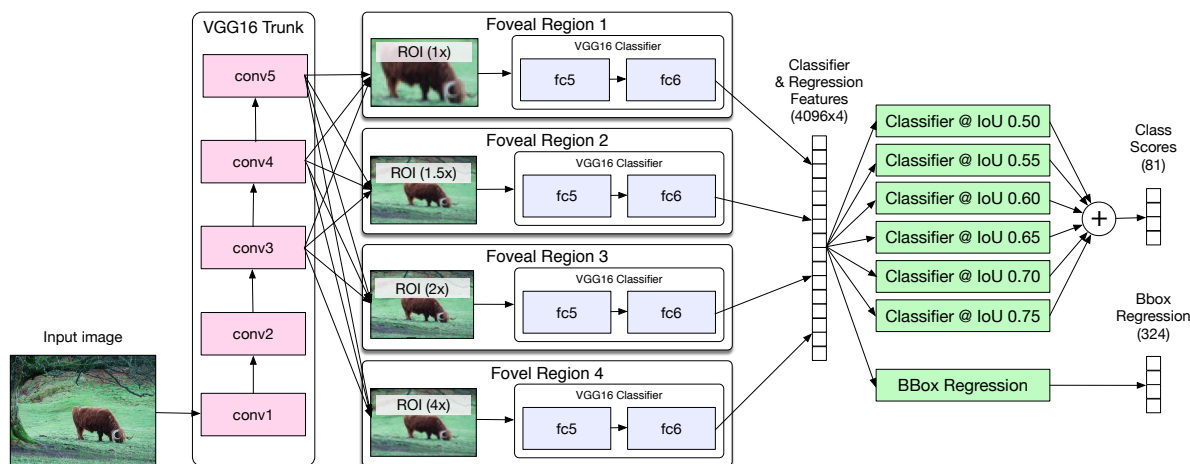 Input image
VGG16 Trunk
conv5
conv4
conv3
conv2
conv1
Foveal Region 1
ROI (1x)
VGG16 Classifier
fc5
fc6
Foveal Region 2
ROI (1.5x)
VGG16 Classifier
fc5
fc6
Foveal Region 3
ROI (2x)
VGG16 Classifier
fc5
fc6
Fovel Region 4
ROI (4x)
VGG16 Classifier
fc5
fc6
Classifier
& Regression
Features
(4096x4)
Classifier @ IoU 0.50
Classifier @ IoU 0.55
Classifier @ IoU 0.60
Classifier @ IoU 0.65
Classifier @ IoU 0.70
Classifier @ IoU 0.75
BBox Regression
+
Class
Scores
(81)
Bbox
Regression
(324)